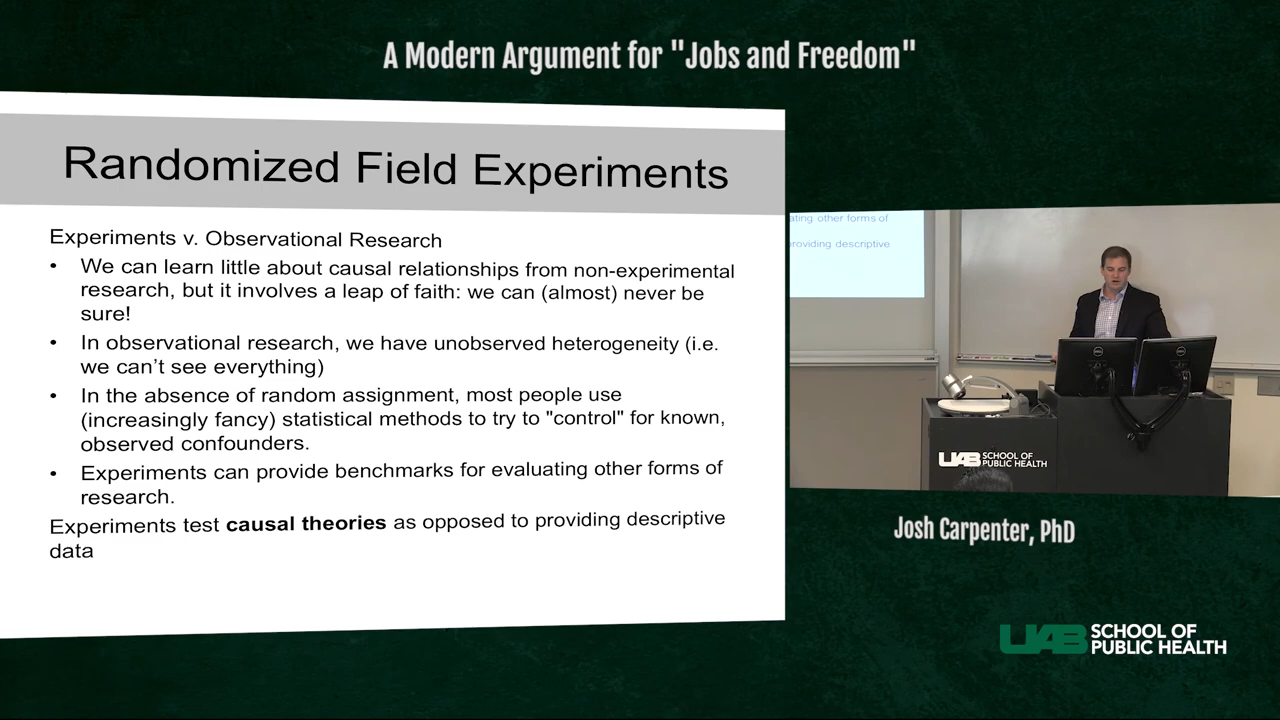 A Modern Argument for "Jobs and Freedom"
Randomized Field Experiments
Experiments v. Observational Research
• We can learn little about causal relationships from non-experimental
research, but it involves a leap of faith: we can (almost) never be
sure!
• In observational research, we have unobserved heterogeneity (i.e.
we can’t see everything)
• In the absence of random assignment, most people use
(increasingly fancy) statistical methods to try to "control" for known,
observed confounders.
• Experiments can provide benchmarks for evaluating other forms of
research.
Experiments test causal theories as opposed to providing descriptive
data
other forms of
providing descriptive
DELL
DELL
UAB SCHOOL OF
PUBLIC HEALTH
Josh Carpenter, PhD
UAB SCHOOL OF
PUBLIC HEALTH